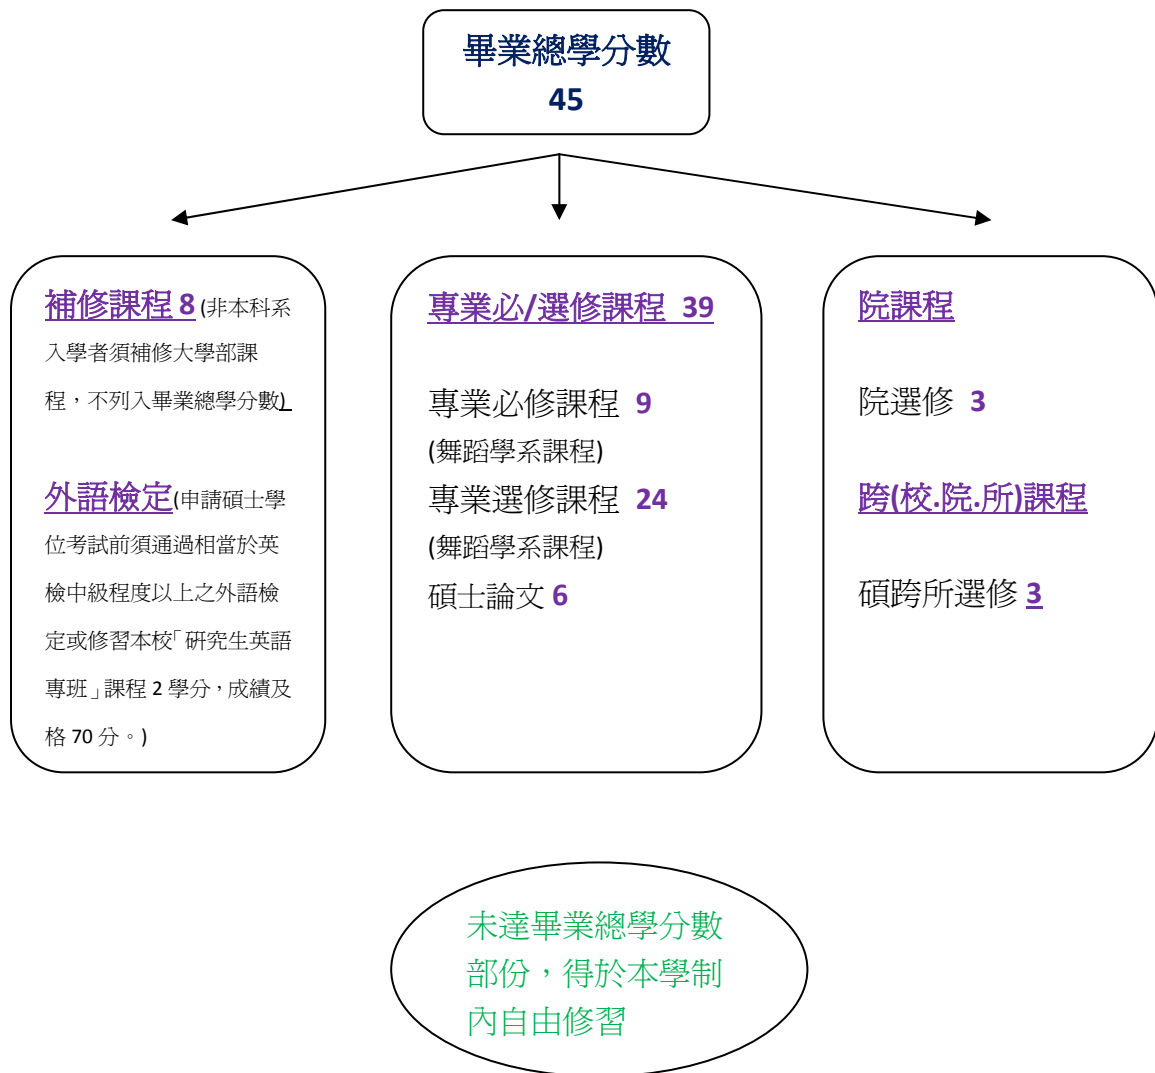 畢業總學分數
45
補修課程 8 (非本科系
入學者須補修大學部課
程，不列入畢業總學分數)
外語檢定(申請碩士學
位考試前須通過相當於英
檢中級程度以上之外語檢
定或修習本校「研究生英語
專班」課程 2 學分，成績及
格 70 分。)
專業必/選修課程 39
專業必修課程 9
(舞蹈學系課程)
專業選修課程 24
(舞蹈學系課程)
碩士論文 6
院課程
院選修 3
跨(校.院.所)課程
碩跨所選修 3
未達畢業總學分數
部份，得於本學制
內自由修習